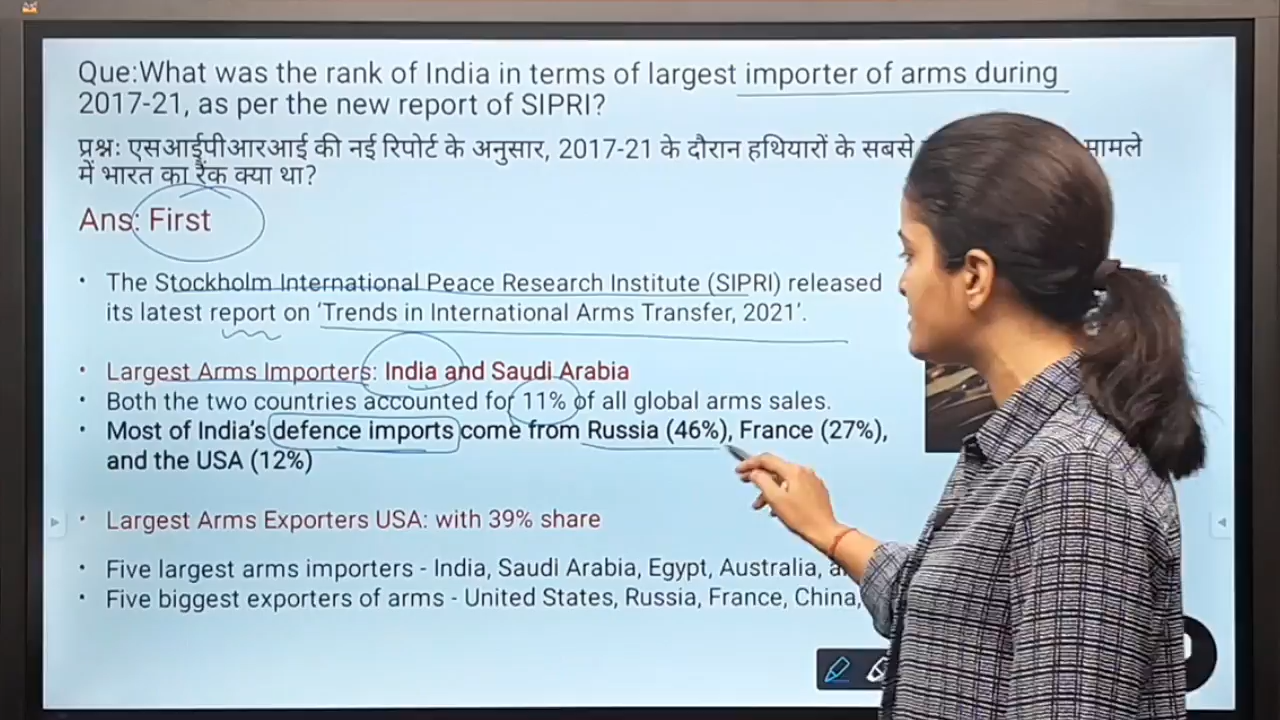 Que:What was the rank of India in terms of largest importer of arms during
2017-21, as per the new report of SIPRI?
प्रश्नः एसआईपीआरआई की नई रिपोर्ट के अनुसार, 2017-21 के दौरान हथियारों के सबसे मामले
में भारत का रैंक क्या था?
Ans: First
• The Stockholm International Peace Research Institute (SIPRI) released
its latest report on ‘Trends in International Arms Transfer, 2021’.
• Largest Arms Importers: India and Saudi Arabia
• Both the two countries accounted for 11% of all global arms sales.
• Most of India’s defence imports come from Russia (46%), France (27%),
and the USA (12%)
• Largest Arms Exporters USA: with 39% share
• Five largest arms importers - India, Saudi Arabia, Egypt, Australia,
• Five biggest exporters of arms - United States, Russia, France, China,